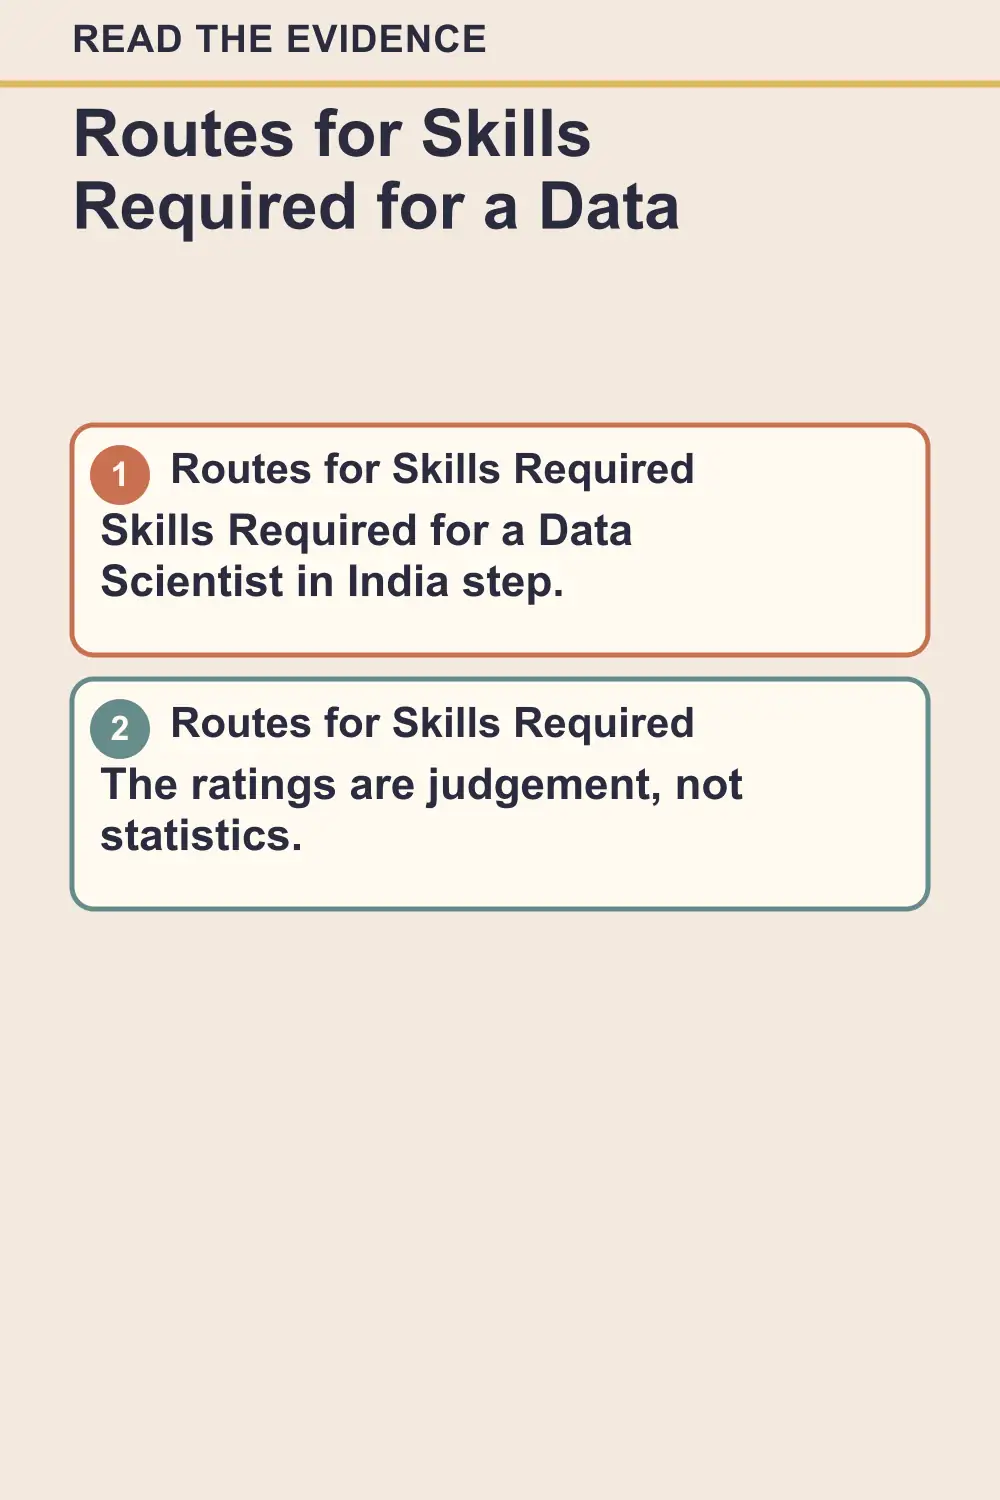 READ THE EVIDENCE
Routes for Skills
Required for a Data
1 Routes for Skills Required
Skills Required for a Data
Scientist in India step.
2 Routes for Skills Required
The ratings are judgement, not
statistics.